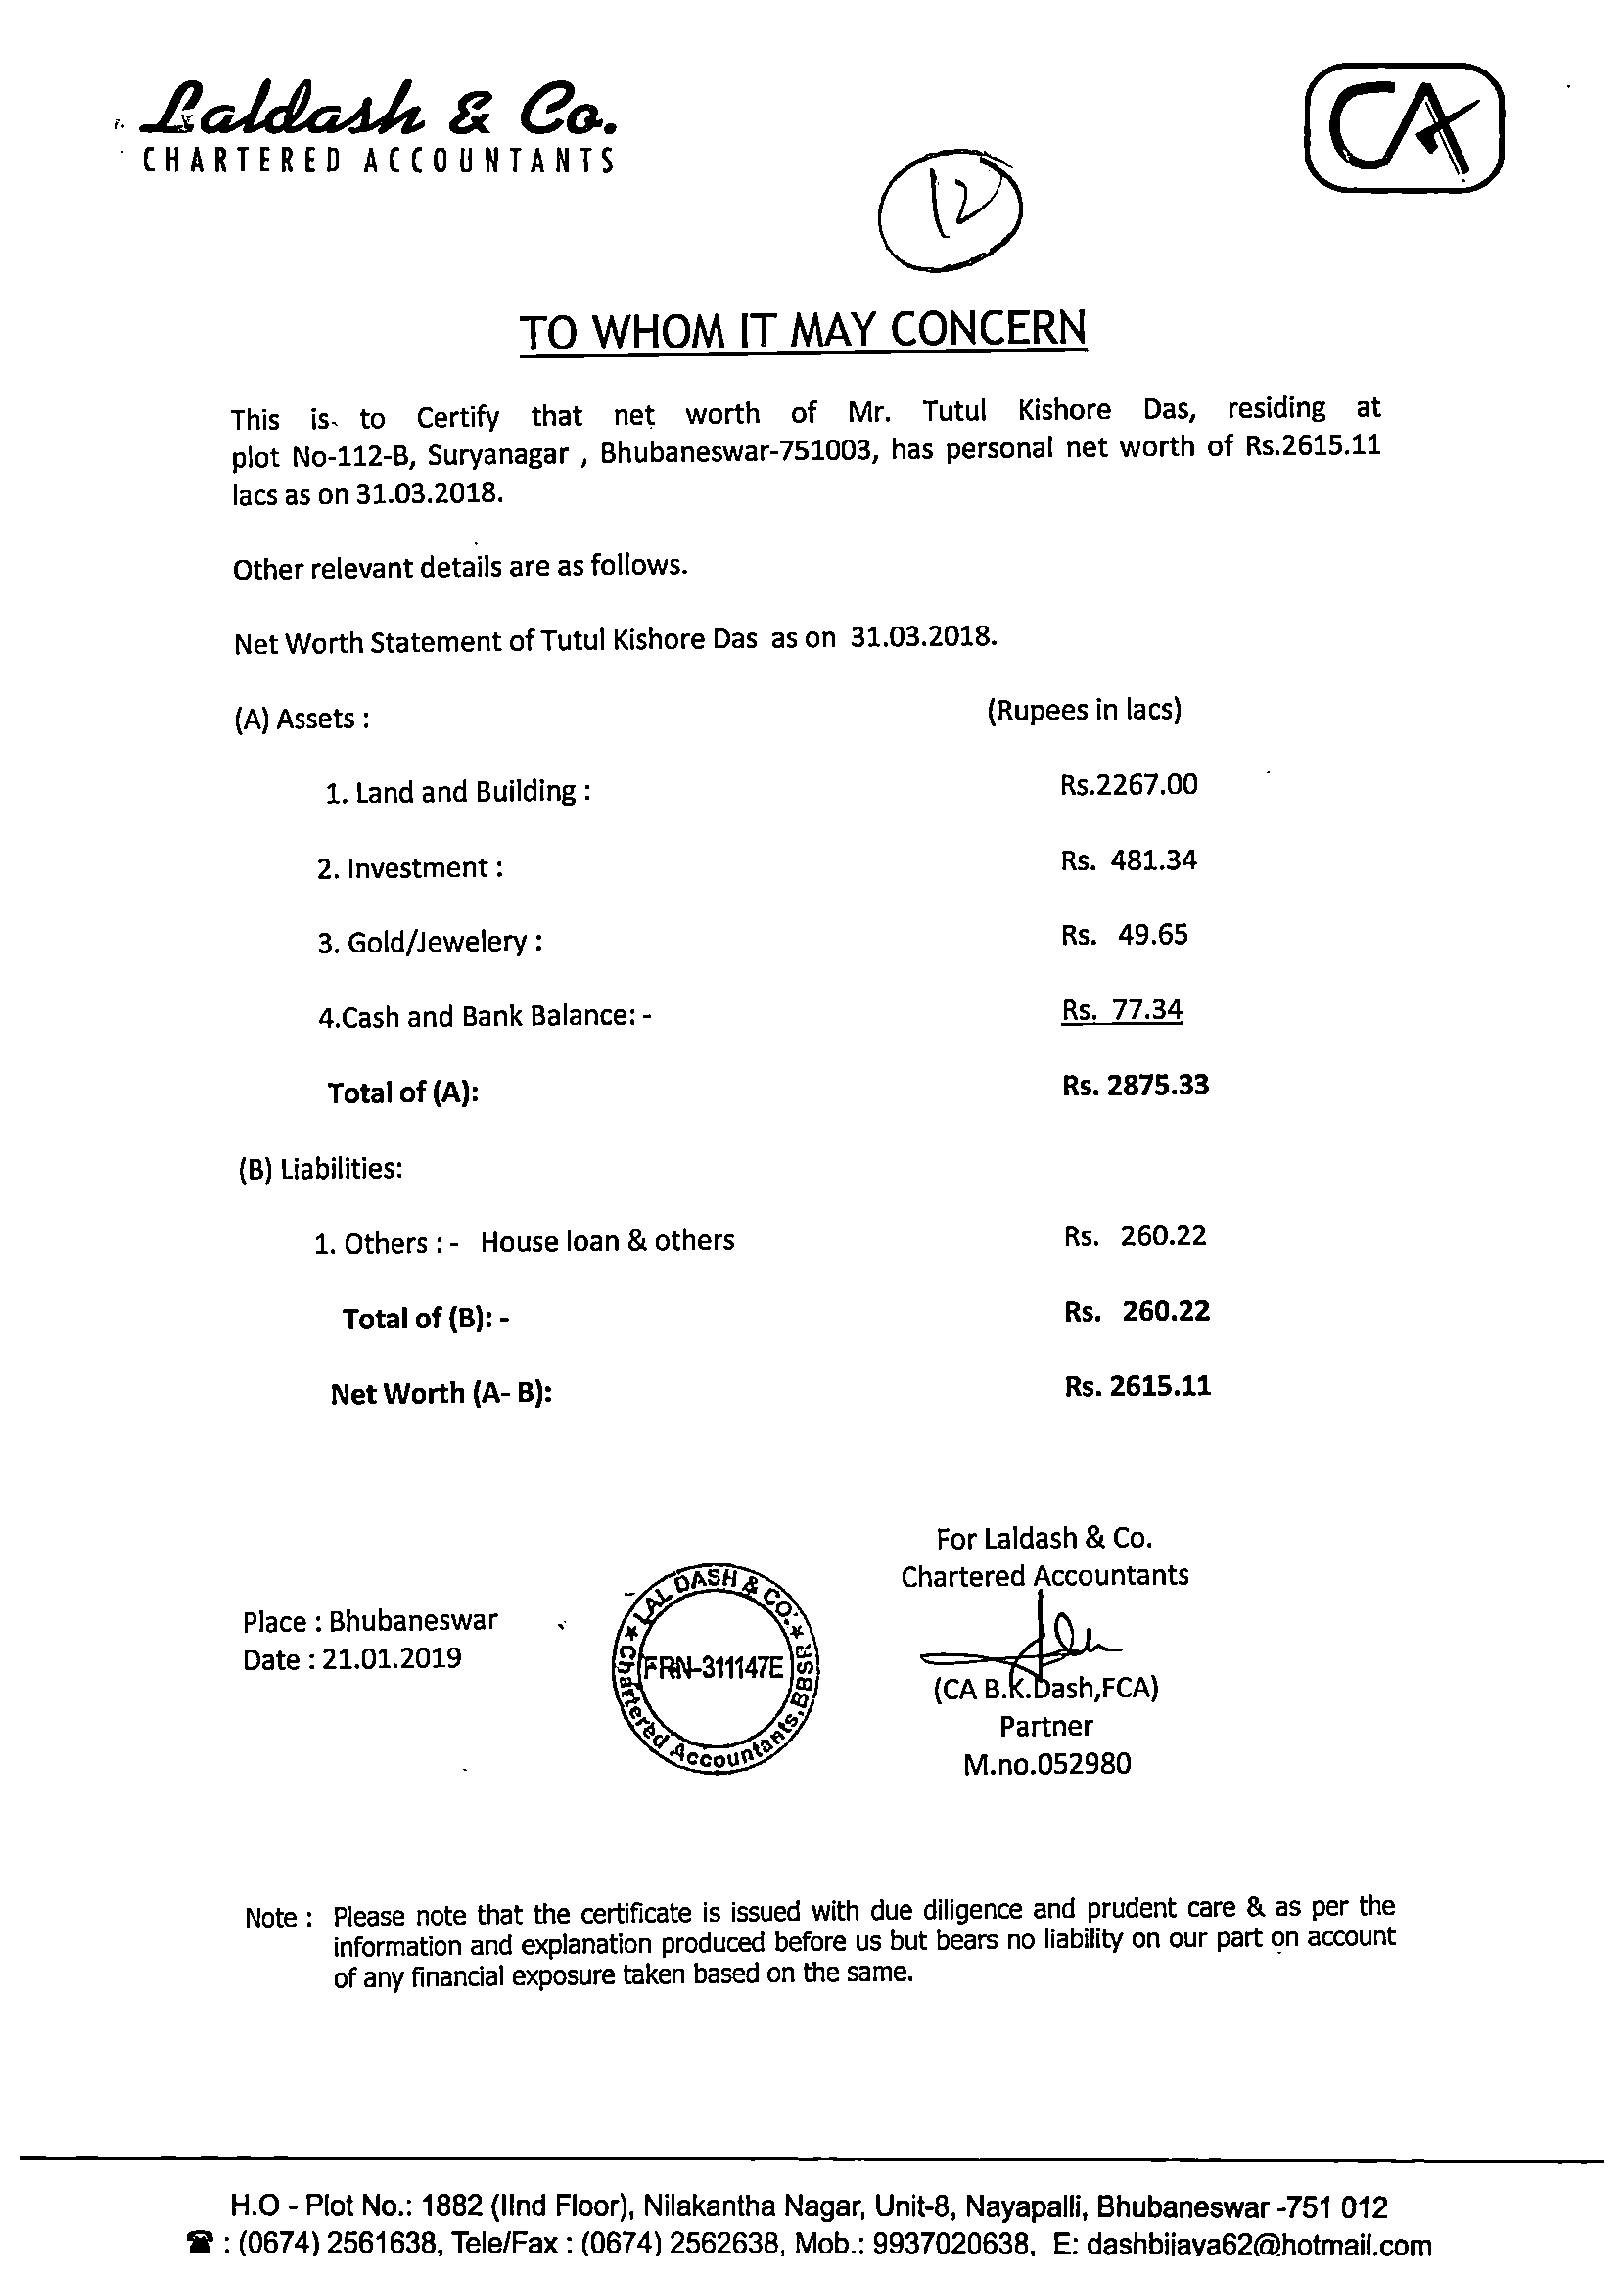 Laldash & Co.
CHARTERED ACCOUNTANTS
CA
12
TO WHOM IT MAY CONCERN
This is to Certify that net worth of Mr. Tutul Kishore Das, residing at
plot No-112-B, Suryanagar , Bhubaneswar-751003, has personal net worth of Rs.2615.11
lacs as on 31.03.2018.
Other relevant details are as follows.
Net Worth Statement of Tutul Kishore Das as on 31.03.2018.
(A) Assets : (Rupees in lacs)
1. Land and Building : Rs.2267.00
2. Investment : Rs. 481.34
3. Gold/Jewelery : Rs. 49.65
4.Cash and Bank Balance: - Rs. 77.34
Total of (A): Rs. 2875.33
(B) Liabilities:
1. Others : - House loan & others Rs. 260.22
Total of (B): - Rs. 260.22
Net Worth (A- B): Rs. 2615.11
For Laldash & Co.
Chartered Accountants
Place : Bhubaneswar
Date : 21.01.2019
LAL DASH & CO.
FRN-311147E
Chartered Accountants, BBSR
(CA B.K.Dash,FCA)
Partner
M.no.052980
Note : Please note that the certificate is issued with due diligence and prudent care & as per the
information and explanation produced before us but bears no liability on our part on account
of any financial exposure taken based on the same.
H.O - Plot No.: 1882 (IInd Floor), Nilakantha Nagar, Unit-8, Nayapalli, Bhubaneswar -751 012
☎ : (0674) 2561638, Tele/Fax : (0674) 2562638, Mob.: 9937020638, E: dashbijaya62@hotmail.com